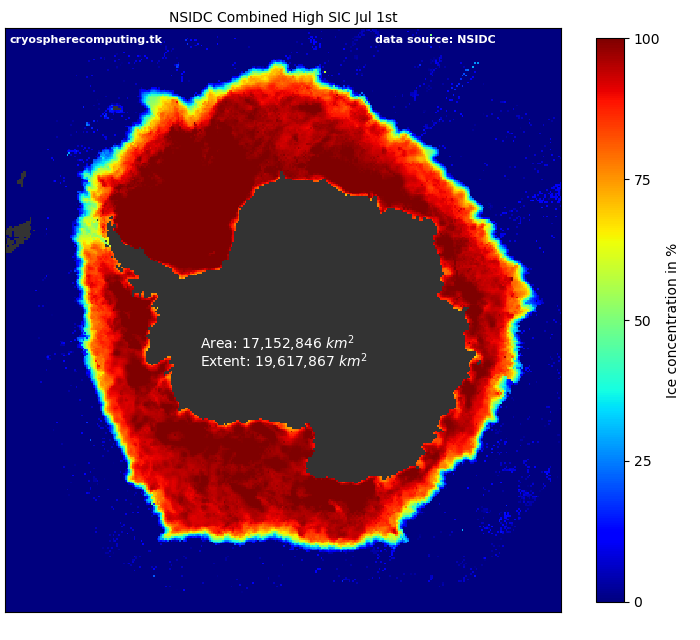 NSIDC Combined High SIC Jul 1st
cryospherecomputing.tk data source: NSIDC
Area: 17,152,846 km²
Extent: 19,617,867 km²
100
75
50
25
0
Ice concentration in %